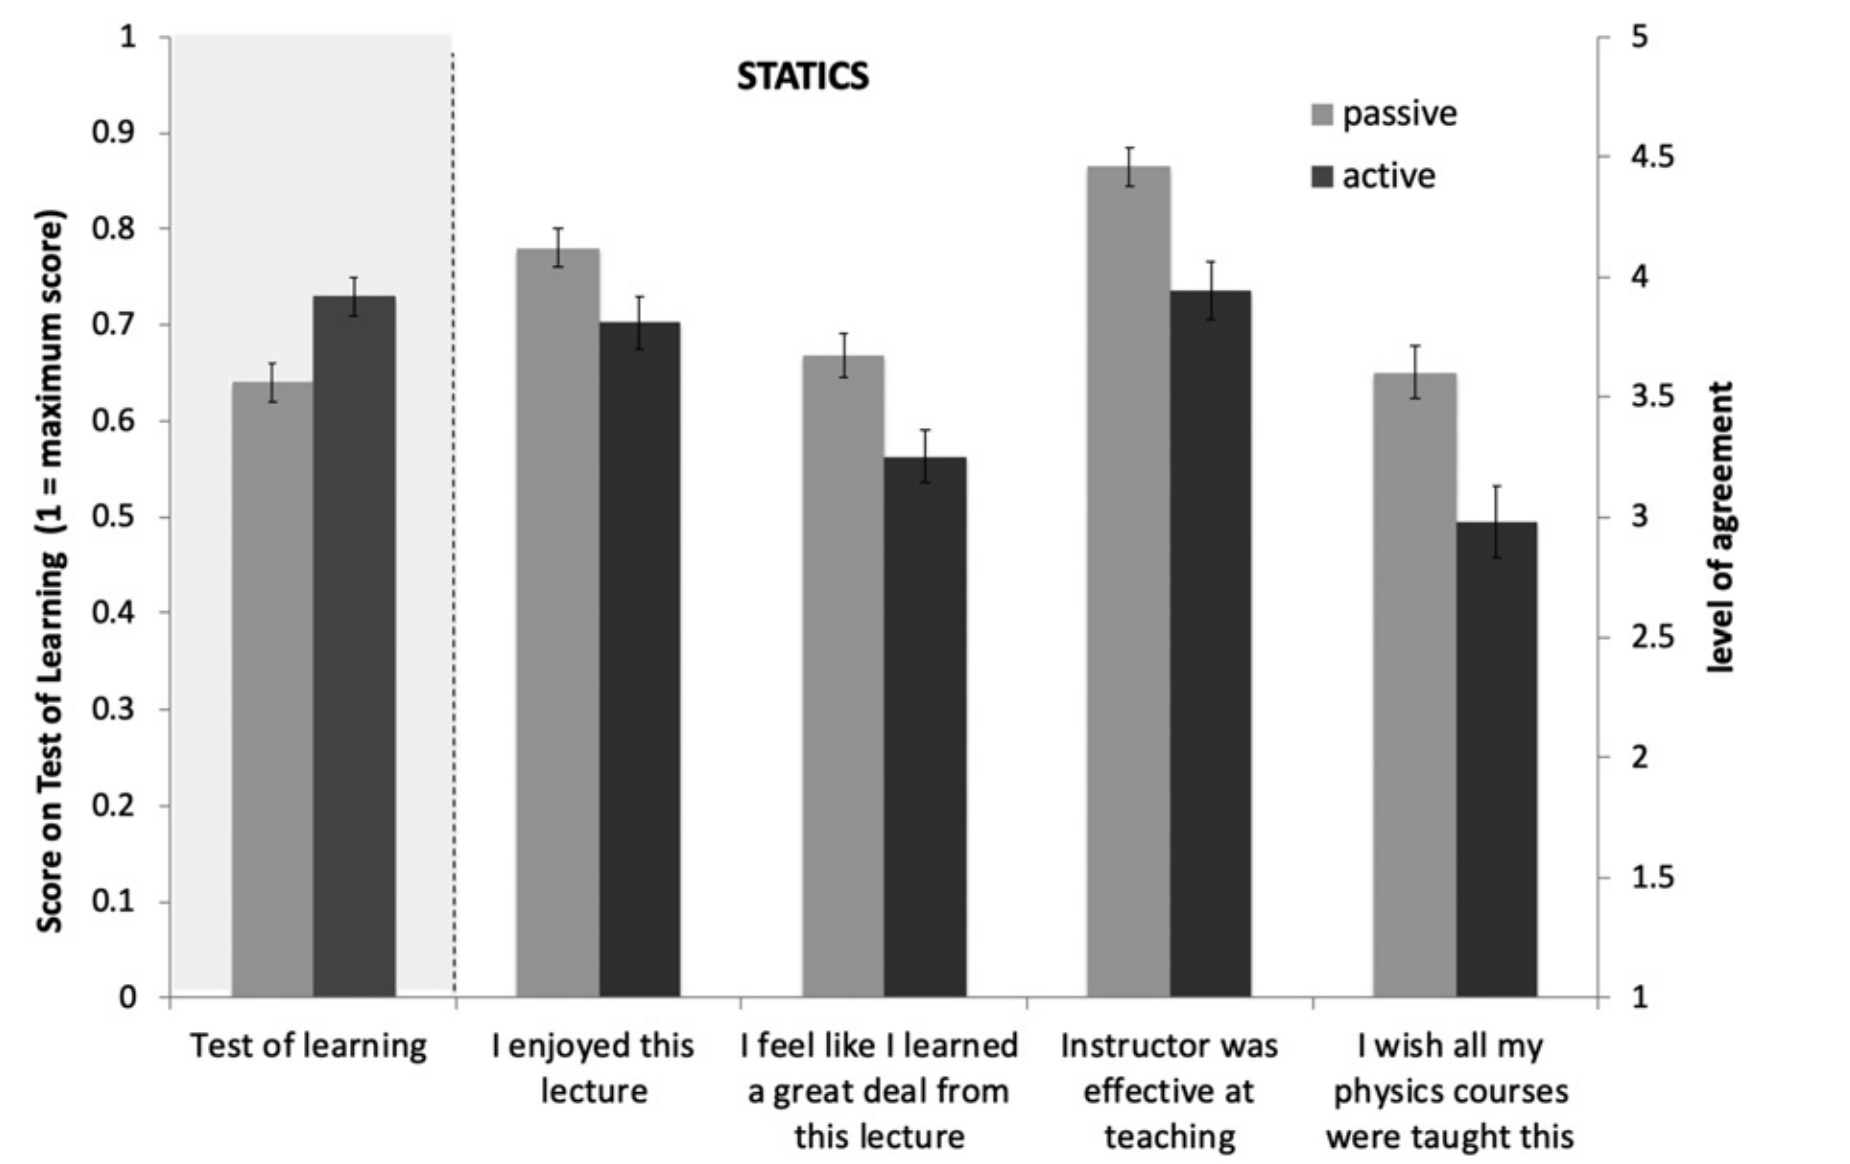 STATICS
passive
active
Score on Test of Learning (1 = maximum score)
1
0.9
0.8
0.7
0.6
0.5
0.4
0.3
0.2
0.1
0
5
4.5
4
3.5
3
2.5
2
1.5
1
level of agreement
Test of learning
I enjoyed this
lecture
I feel like I learned
a great deal from
this lecture
Instructor was
effective at
teaching
I wish all my
physics courses
were taught this